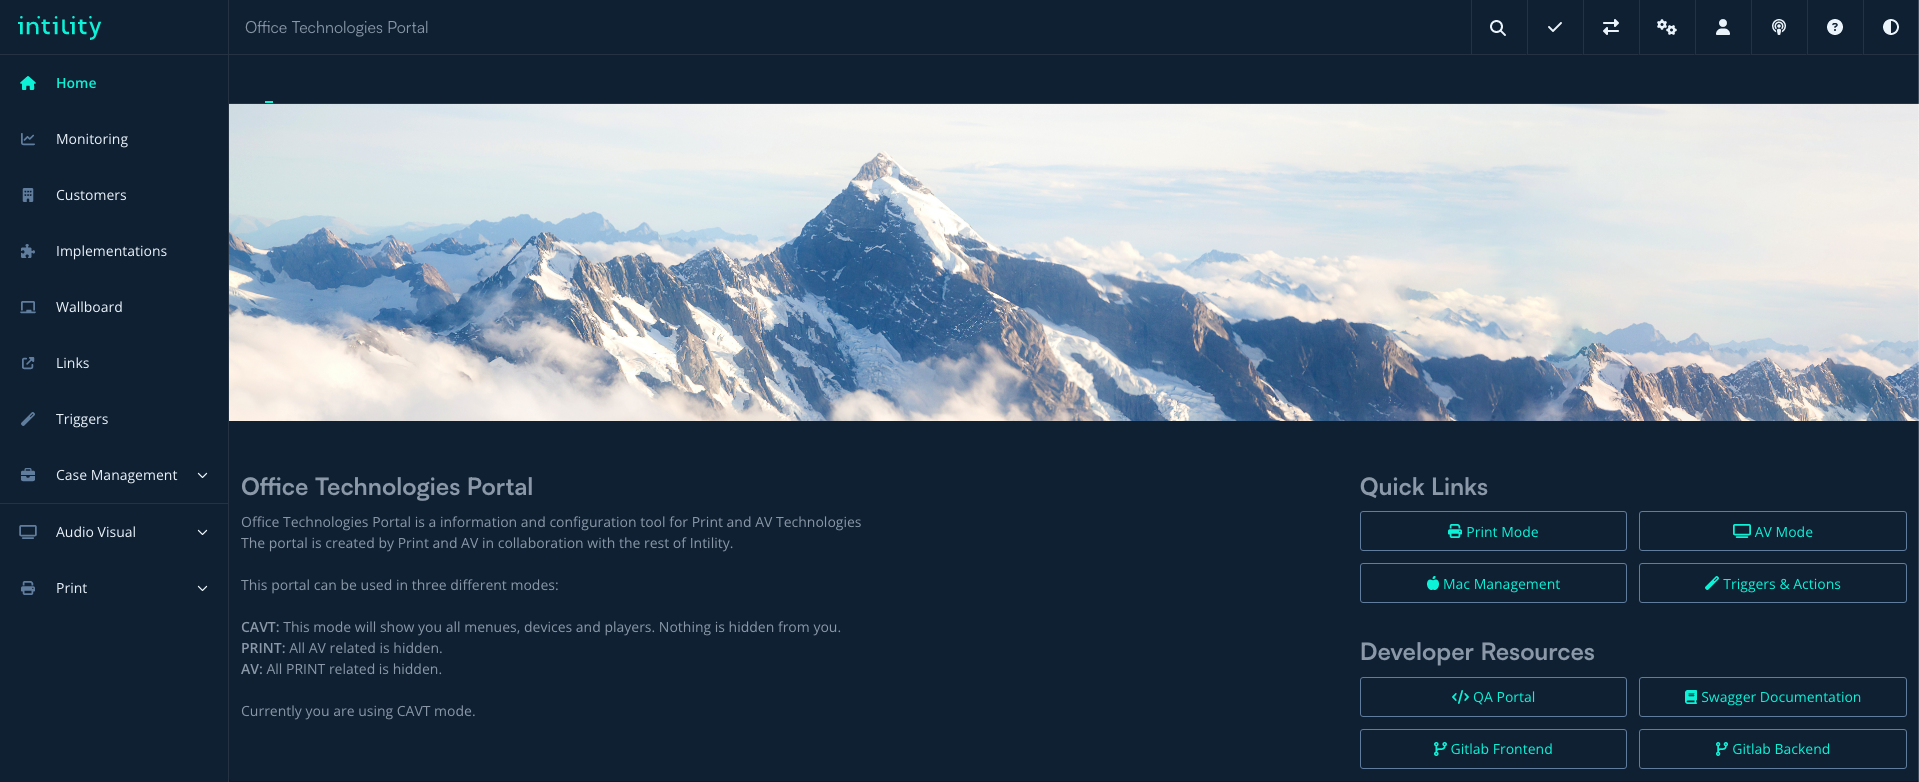 intility
Office Technologies Portal
Home
Monitoring
Customers
Implementations
Wallboard
Links
Triggers
Case Management
Audio Visual
Print
Office Technologies Portal
Office Technologies Portal is a information and configuration tool for Print and AV Technologies
The portal is created by Print and AV in collaboration with the rest of Intility.
This portal can be used in three different modes:
CAVT: This mode will show you all menues, devices and players. Nothing is hidden from you.
PRINT: All AV related is hidden.
AV: All PRINT related is hidden.
Currently you are using CAVT mode.
Quick Links
Print Mode
AV Mode
Mac Management
Triggers & Actions
Developer Resources
QA Portal
Swagger Documentation
Gitlab Frontend
Gitlab Backend